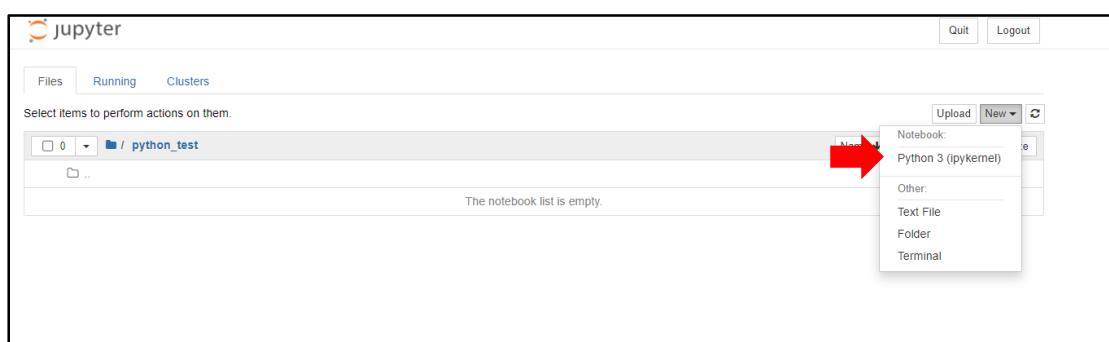 jupyter
Quit Logout
Files Running Clusters
Select items to perform actions on them.
Upload New
0 / python_test
Notebook:
Python 3 (ipykernel)
..
Other:
The notebook list is empty.
Text File
Folder
Terminal